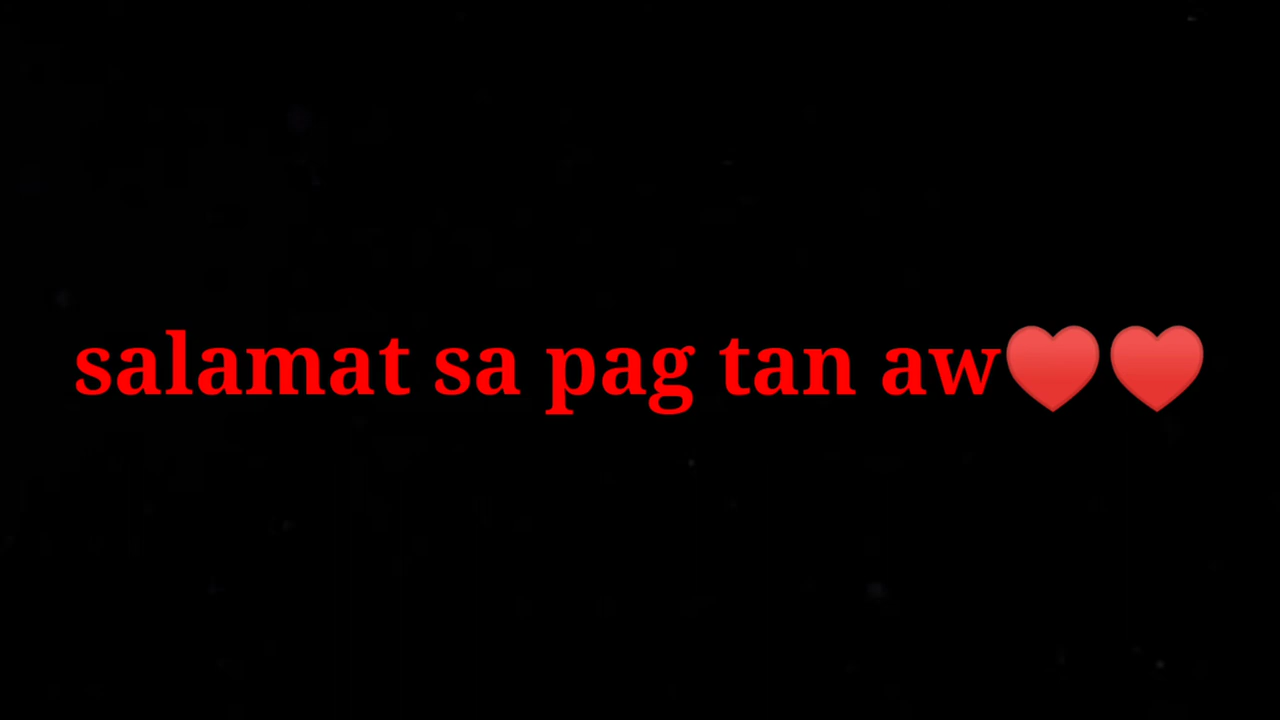 salamat sa pag tan aw♥️♥️